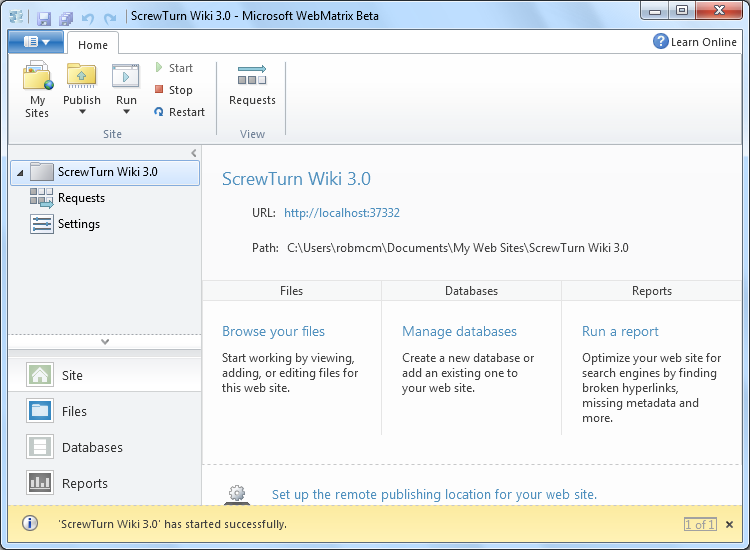 ScrewTurn Wiki 3.0 - Microsoft WebMatrix Beta
Home
Learn Online
My Sites
Publish
Run
Start
Stop
Restart
Requests
Site
View
ScrewTurn Wiki 3.0
Requests
Settings
Site
Files
Databases
Reports
ScrewTurn Wiki 3.0
URL: http://localhost:37332
Path: C:\Users\robmcm\Documents\My Web Sites\ScrewTurn Wiki 3.0
Files
Browse your files
Start working by viewing,
adding, or editing files for
this web site.
Databases
Manage databases
Create a new database or
add an existing one to
your web site.
Reports
Run a report
Optimize your web site for
search engines by finding
broken hyperlinks,
missing metadata and
more.
Set up the remote publishing location for your web site.
'ScrewTurn Wiki 3.0' has started successfully.
1 of 1